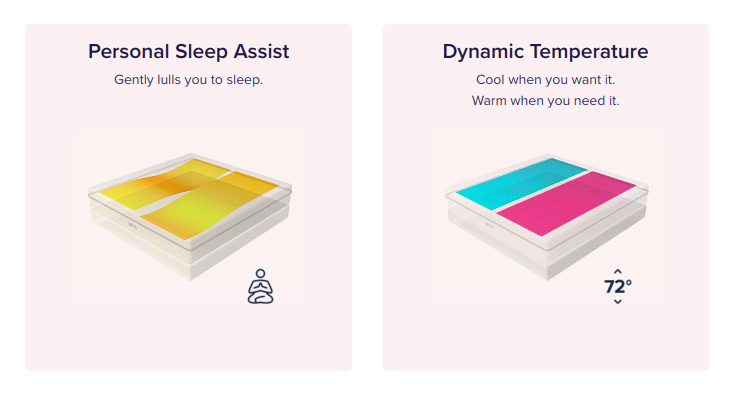 Personal Sleep Assist
Gently lulls you to sleep.
Dynamic Temperature
Cool when you want it.
Warm when you need it.
72°